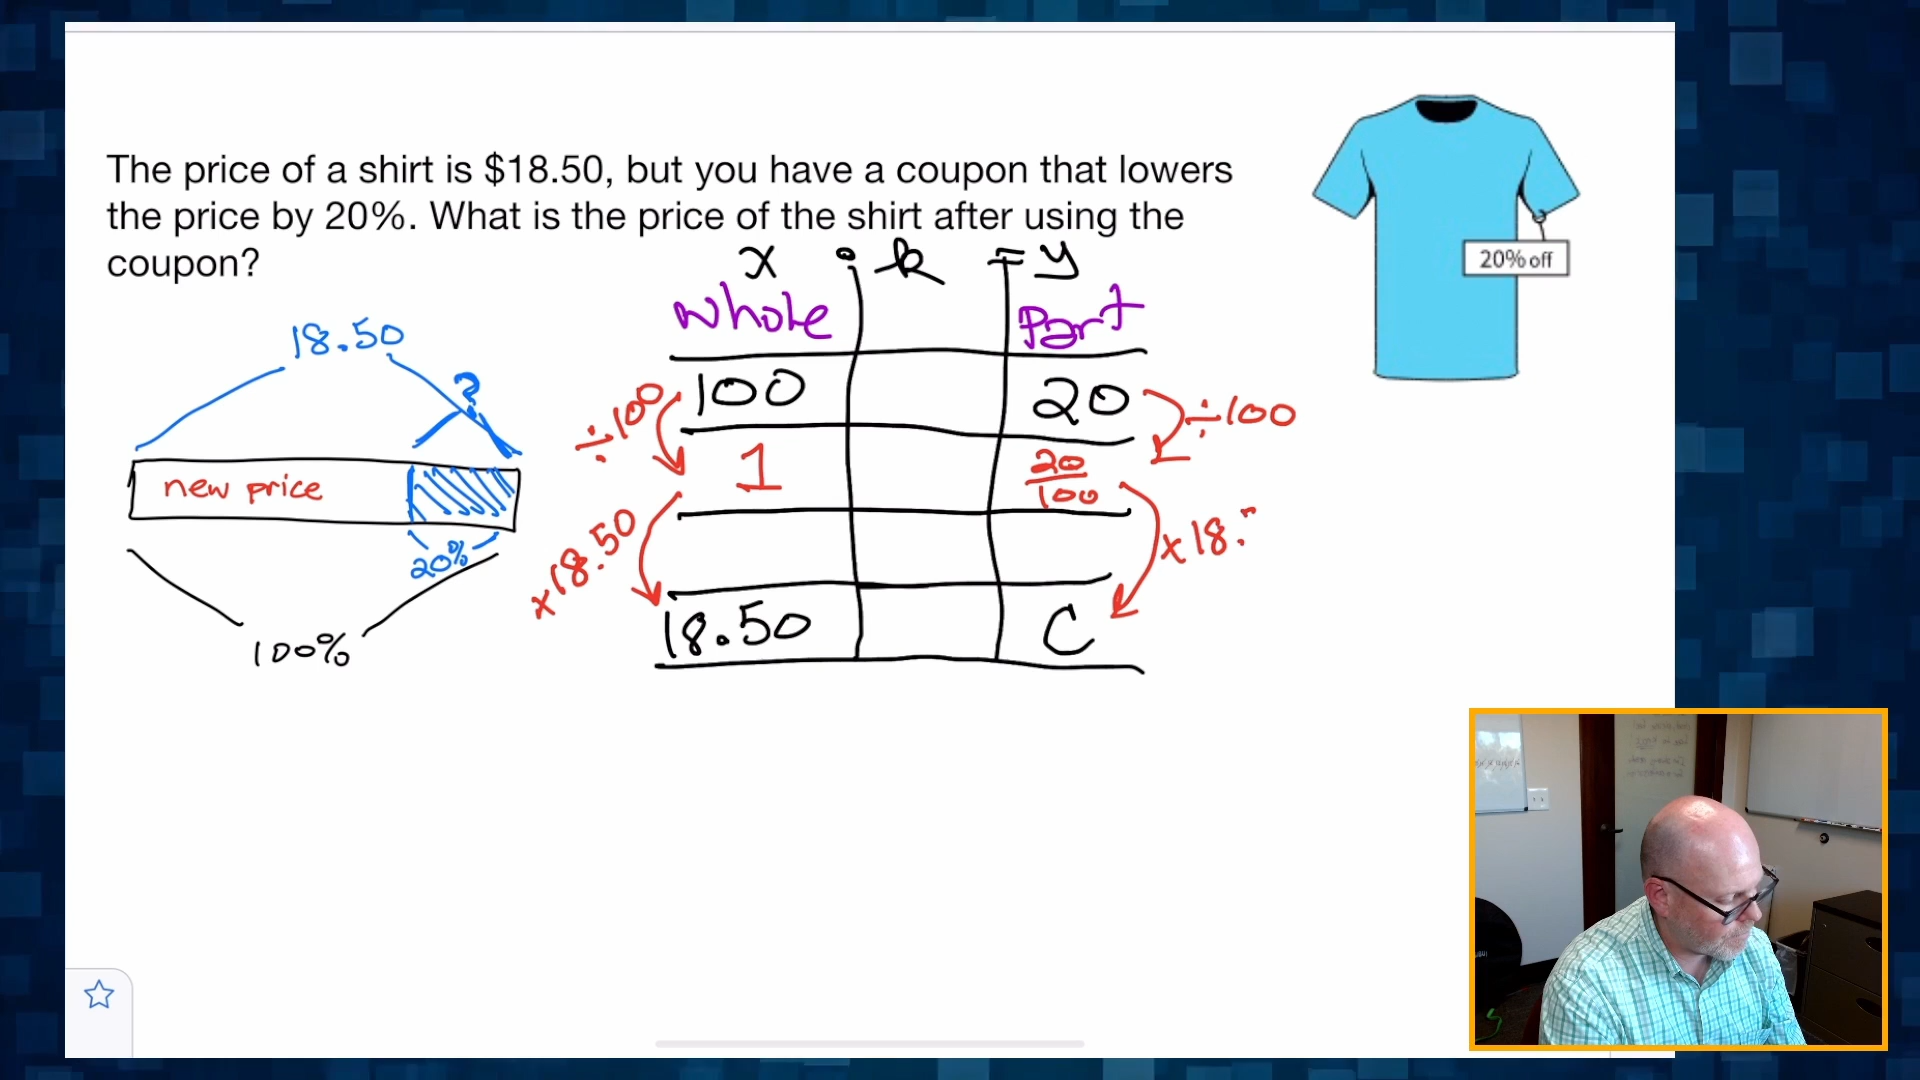 The price of a shirt is $18.50, but you have a coupon that lowers
the price by 20%. What is the price of the shirt after using the
coupon?
20% off
x · k = y
Whole Part
100 20
÷100 ÷100
1 20/100
×18.50 ×18.
18.50 C
18.50
?
new price
20%
100%